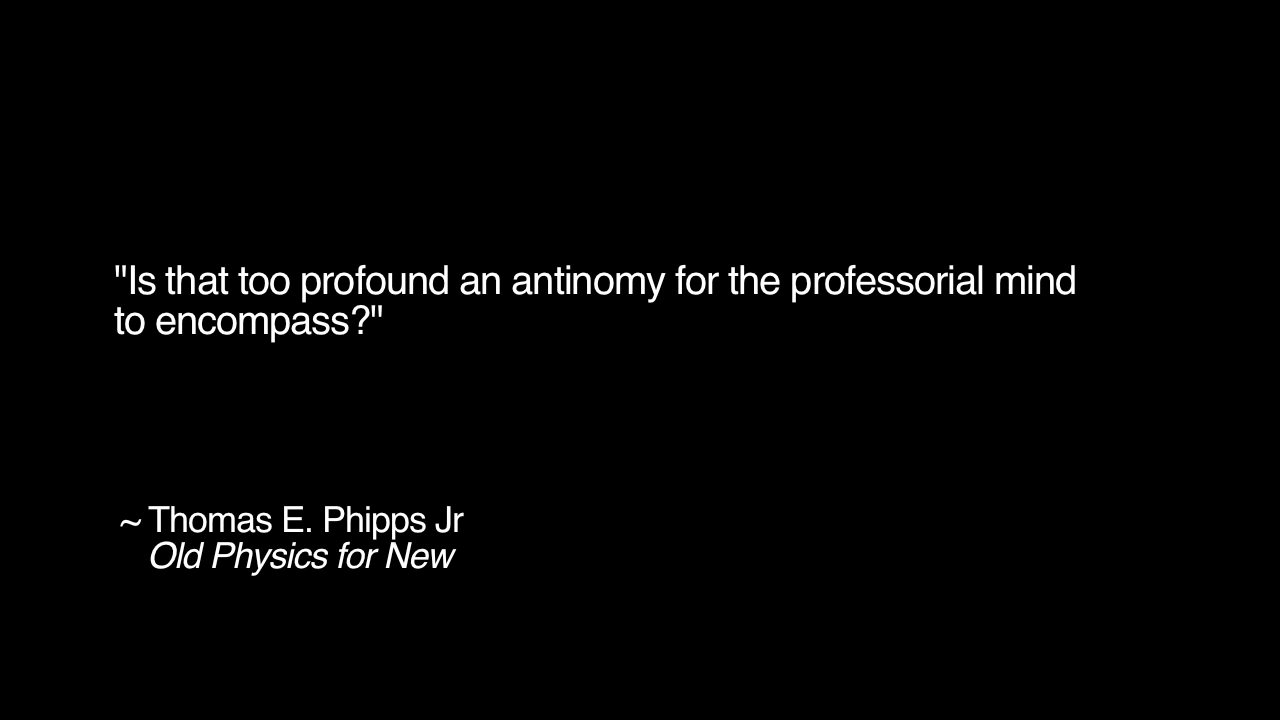 "Is that too profound an antinomy for the professorial mind
to encompass?"
~ Thomas E. Phipps Jr
Old Physics for New